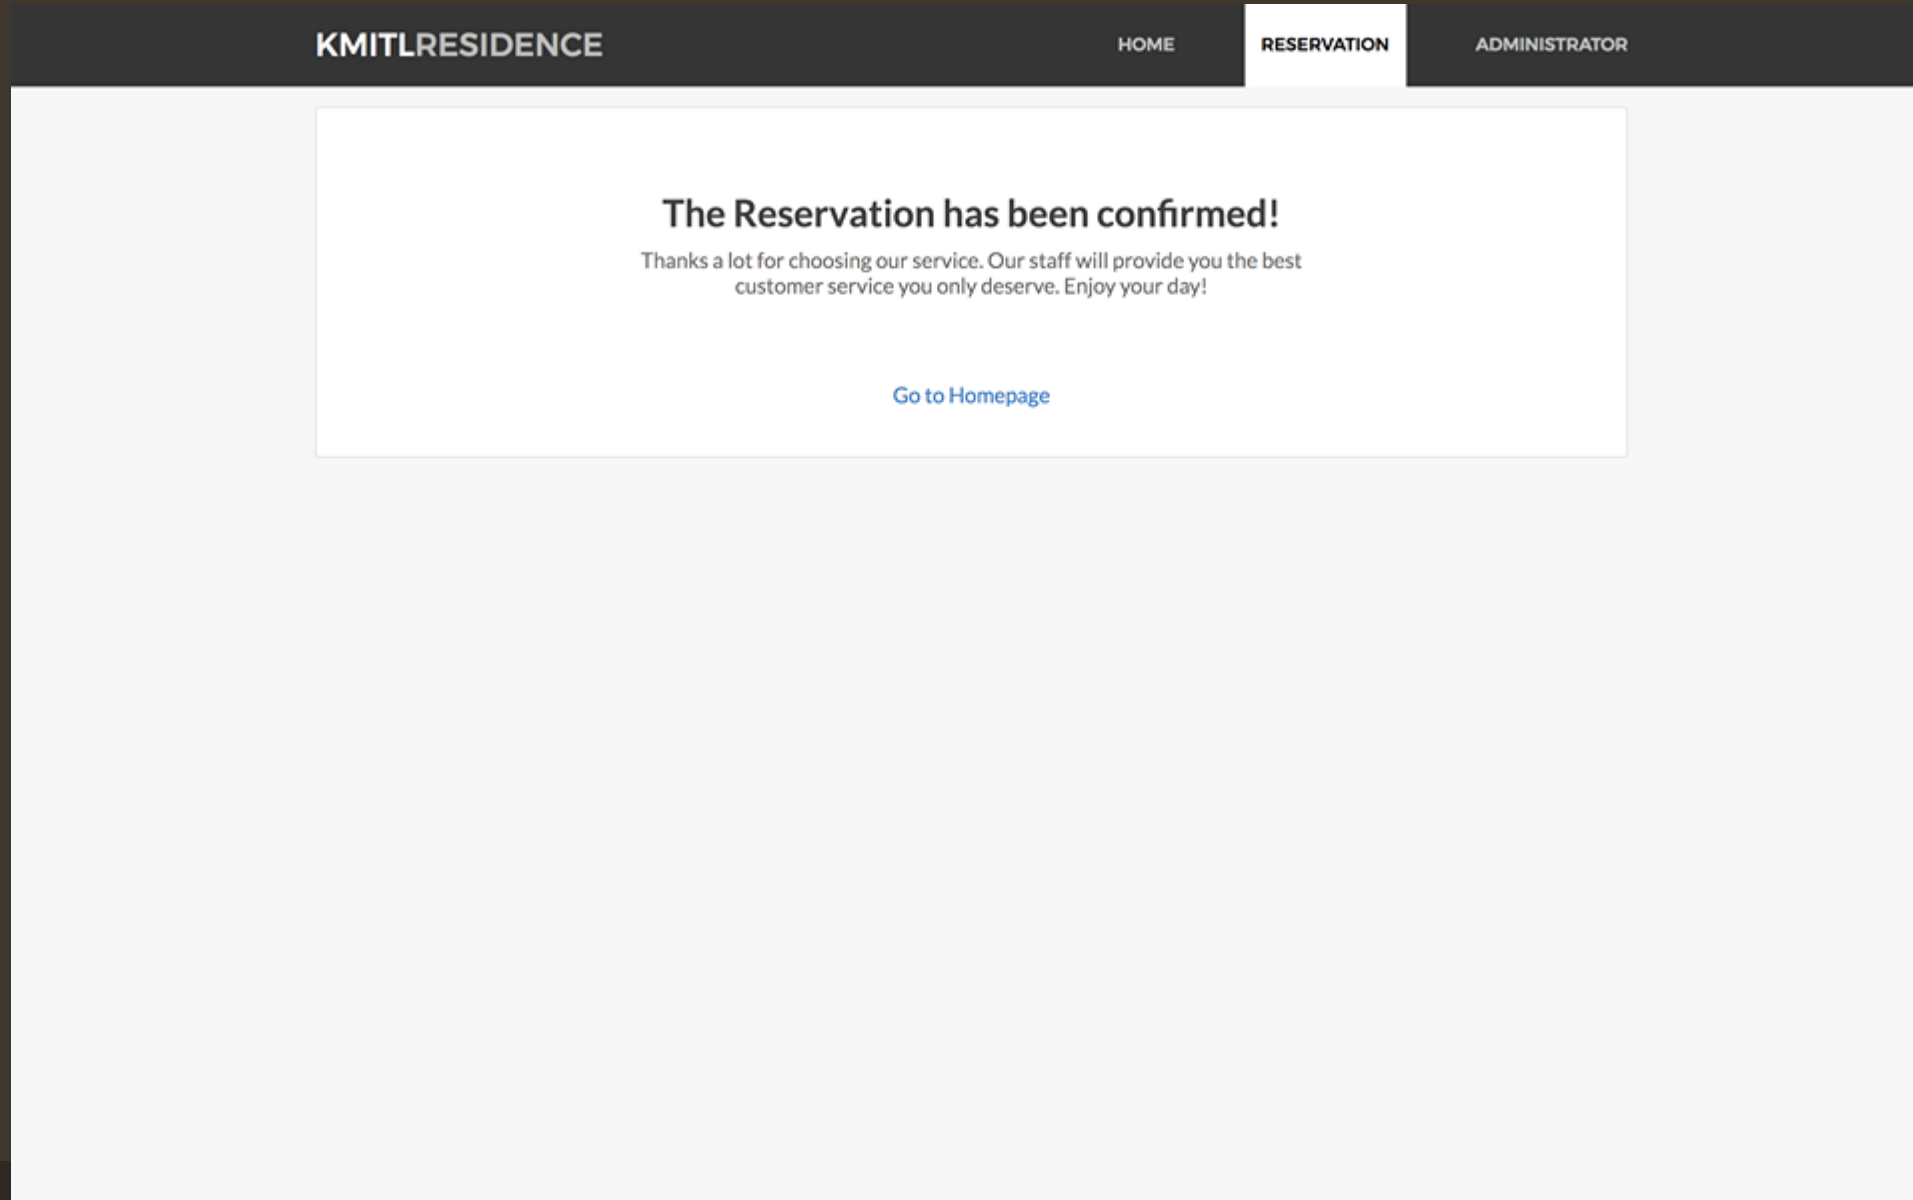 KMITLRESIDENCE
HOME
RESERVATION
ADMINISTRATOR
The Reservation has been confirmed!
Thanks a lot for choosing our service. Our staff will provide you the best
customer service you only deserve. Enjoy your day!
Go to Homepage